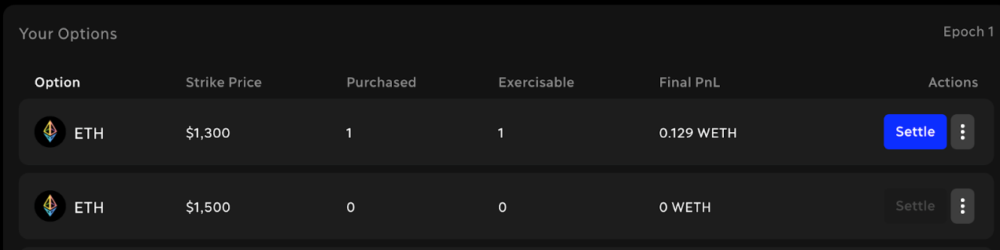 Your Options
Epoch 1
Option Strike Price Purchased Exercisable Final PnL Actions
ETH $1,300 1 1 0.129 WETH Settle
ETH $1,500 0 0 0 WETH Settle